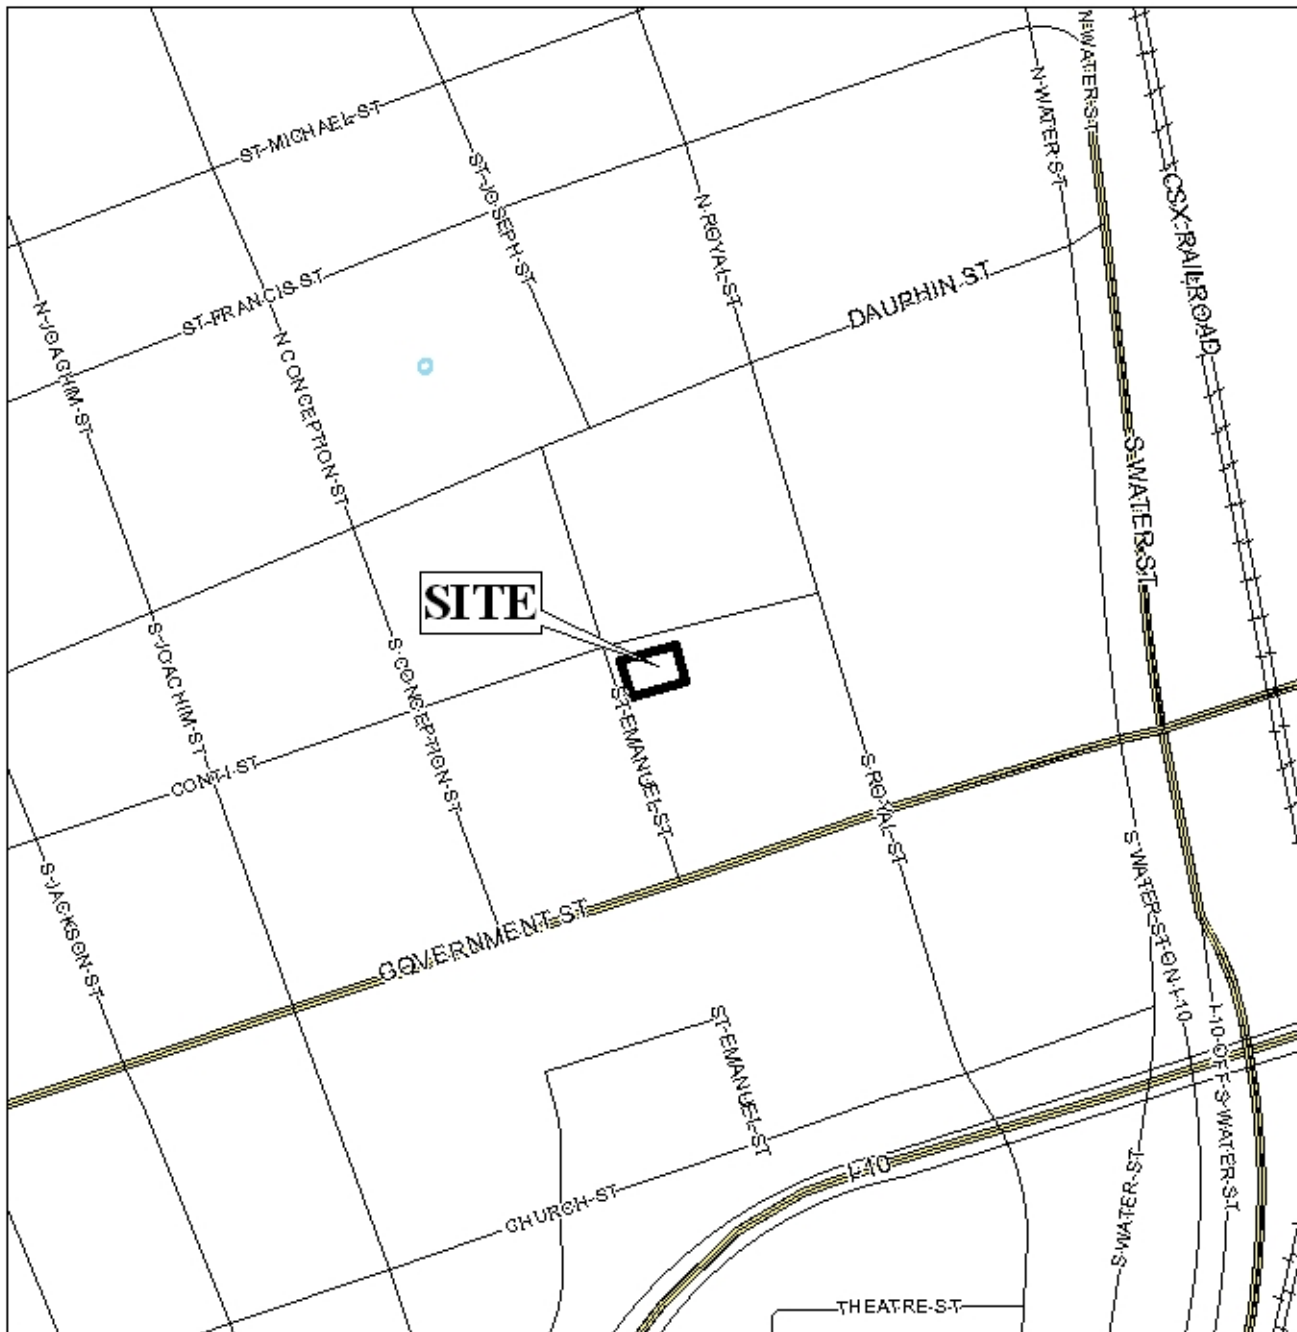 N WATER ST
ST MICHAEL ST
N WATER ST
ST JOSEPH ST
N ROYAL ST
CSX RAILROAD
ST FRANCIS ST
DAUPHIN ST
N JOACHIM ST
N CONCEPTION ST
S WATER ST
SITE
S JOACHIM ST
S CONCEPTION ST
ST EMANUEL ST
CONTI ST
S ROYAL ST
S JACKSON ST
GOVERNMENT ST
S WATER ST ON I-10
ST EMANUEL ST
I-10 OFF S WATER ST
I-10
S WATER ST
CHURCH ST
THEATRE ST